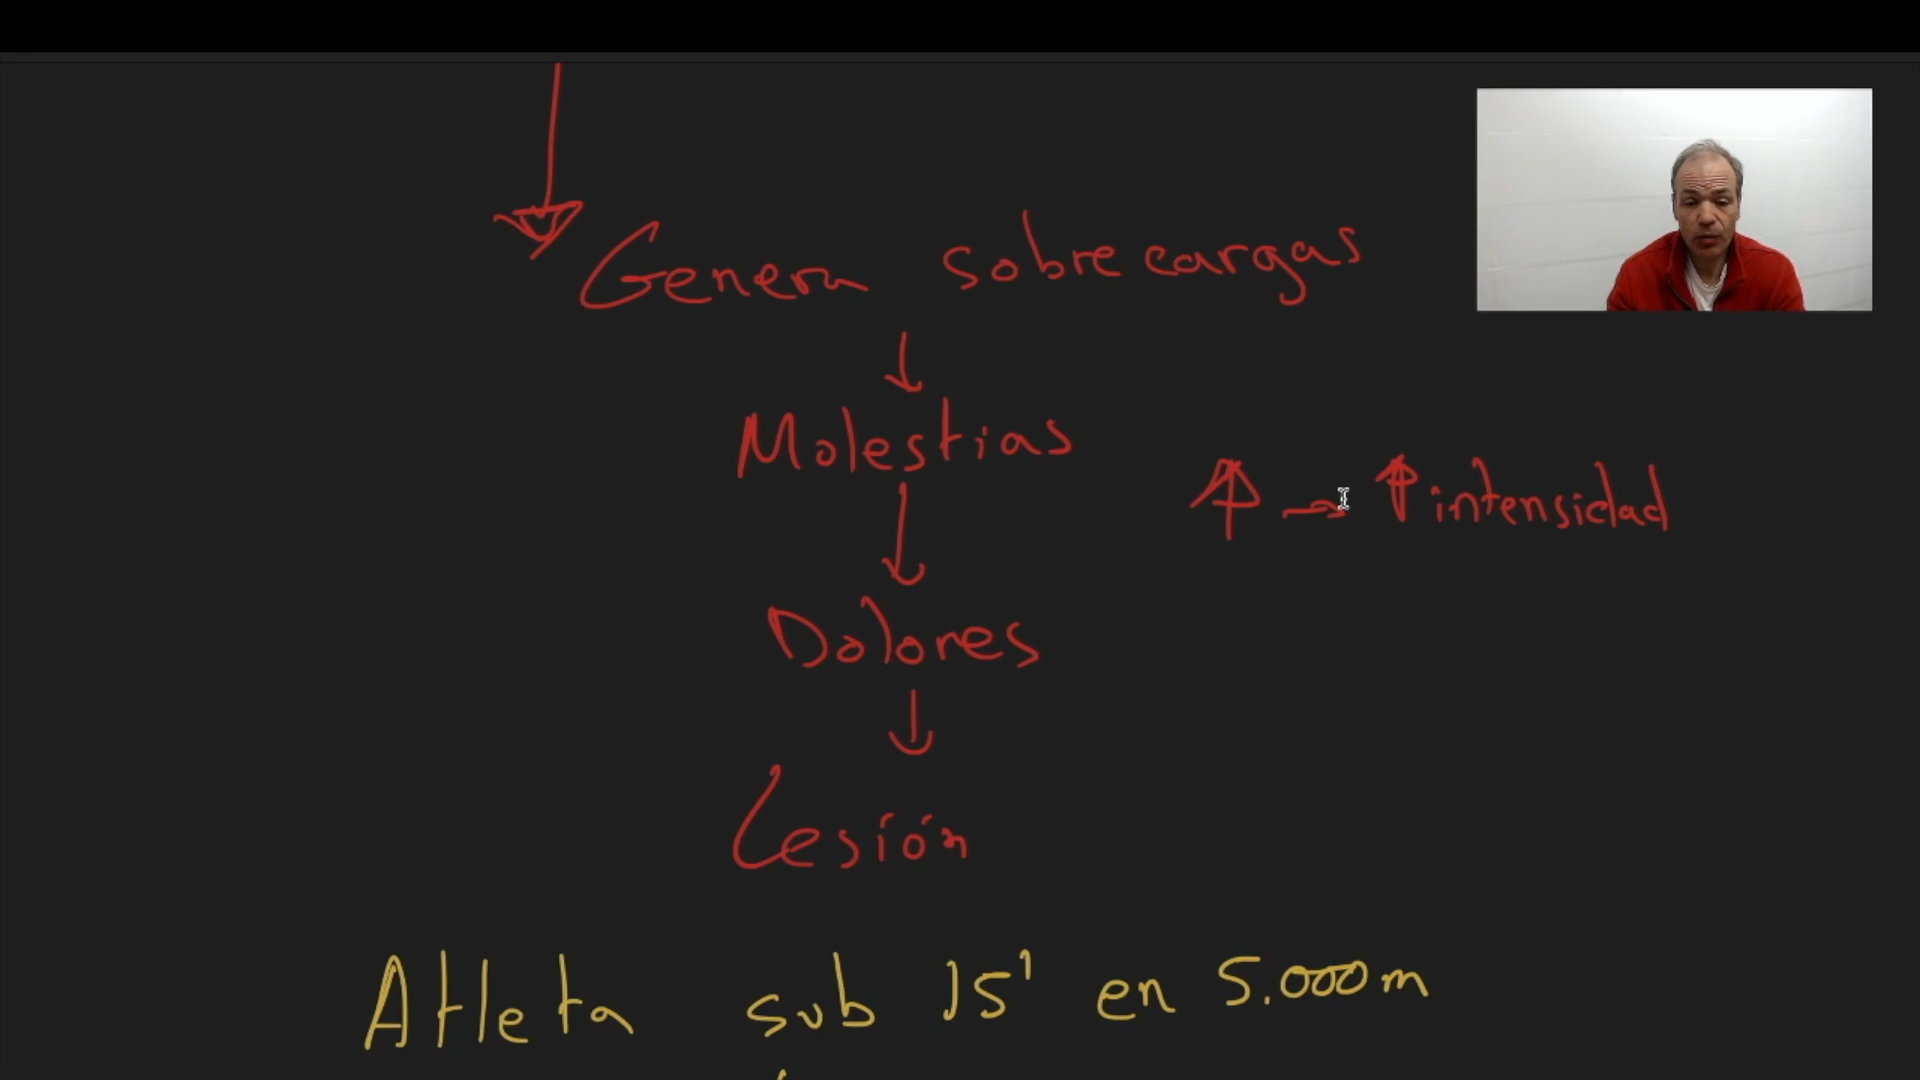 Genera sobrecargas
Molestias
↑ → ↑ intensidad
Dolores
Lesión
Atleta sub 15' en 5.000m